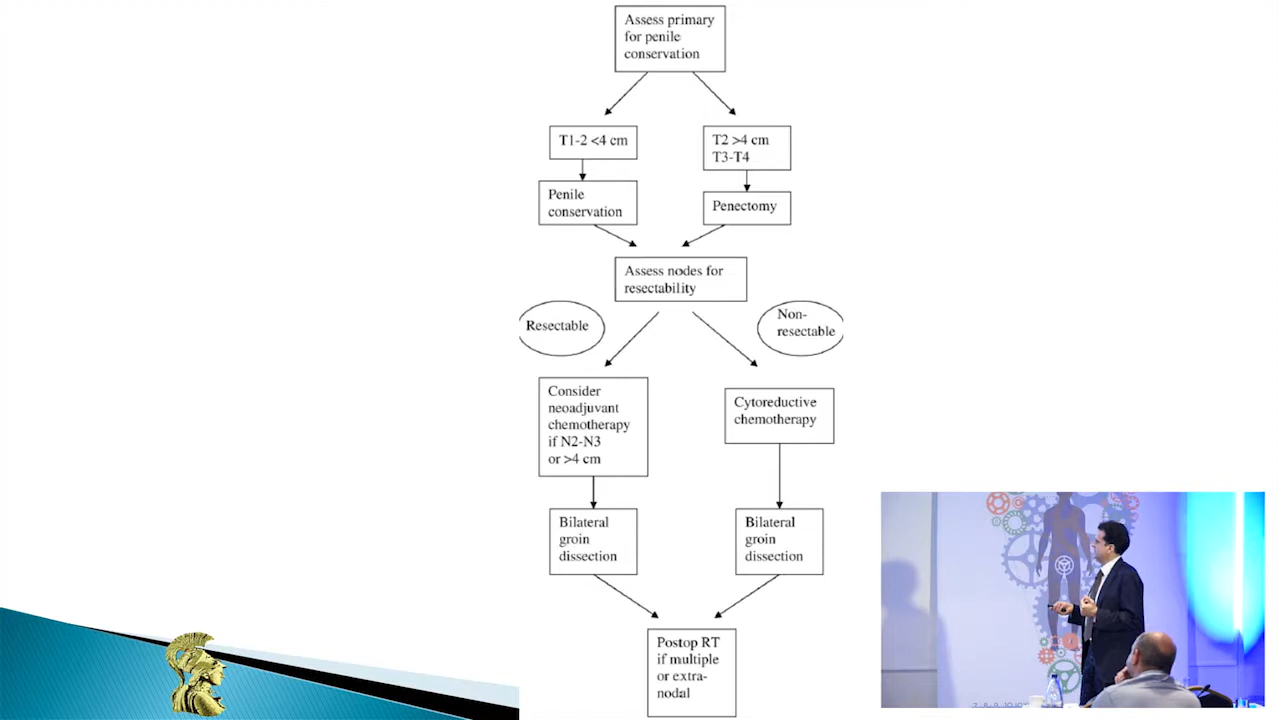 Assess primary
for penile
conservation
T1-2 <4 cm
T2 >4 cm
T3-T4
Penile
conservation
Penectomy
Assess nodes for
resectability
Resectable
Non-
resectable
Consider
neoadjuvant
chemotherapy
if N2-N3
or >4 cm
Cytoreductive
chemotherapy
Bilateral
groin
dissection
Bilateral
groin
dissection
Postop RT
if multiple
or extra-
nodal